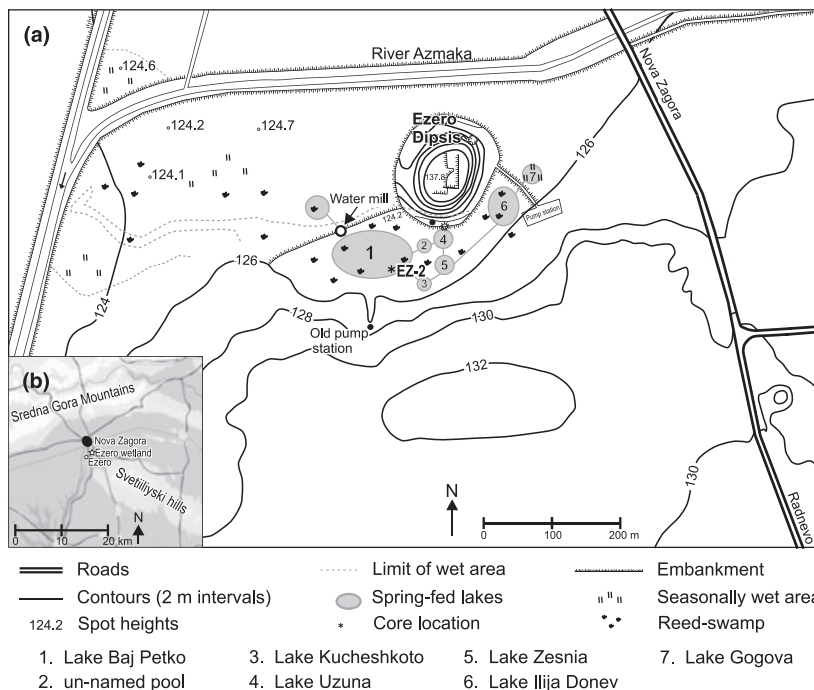 (a)
River Azmaka
Nova Zagora
124.6
124.2
124.7
124.1
Ezero
Dipsis
137.8
126
7
6
Pump station
Water mill
124.2
1
2
4
5
3
*EZ-2
126
124
128
130
Old pump
station
132
130
Radnevo
N
0 100 200 m
(b)
Sredna Gora Mountains
Nova Zagora
Ezero wetland
Ezero
Svetiiliyski hills
N
0 10 20 km
Roads
Limit of wet area
Embankment
Contours (2 m intervals)
Spring-fed lakes
Seasonally wet area
124.2 Spot heights
* Core location
Reed-swamp
1. Lake Baj Petko
3. Lake Kucheshkoto
5. Lake Zesnia
7. Lake Gogova
2. un-named pool
4. Lake Uzuna
6. Lake Ilija Donev